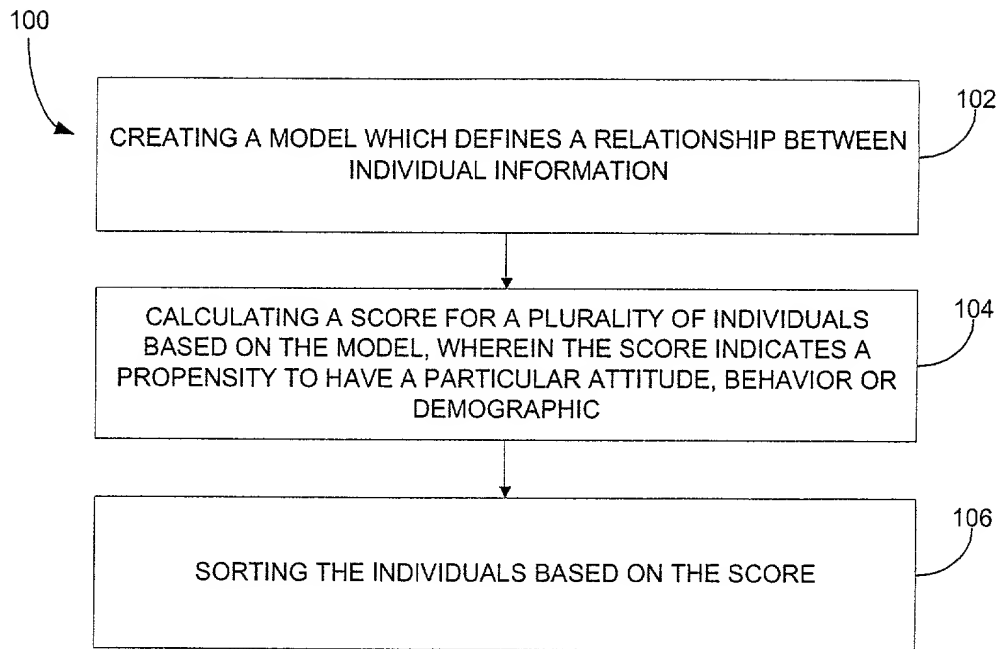 100
102
CREATING A MODEL WHICH DEFINES A RELATIONSHIP BETWEEN
INDIVIDUAL INFORMATION
104
CALCULATING A SCORE FOR A PLURALITY OF INDIVIDUALS
BASED ON THE MODEL, WHEREIN THE SCORE INDICATES A
PROPENSITY TO HAVE A PARTICULAR ATTITUDE, BEHAVIOR OR
DEMOGRAPHIC
106
SORTING THE INDIVIDUALS BASED ON THE SCORE